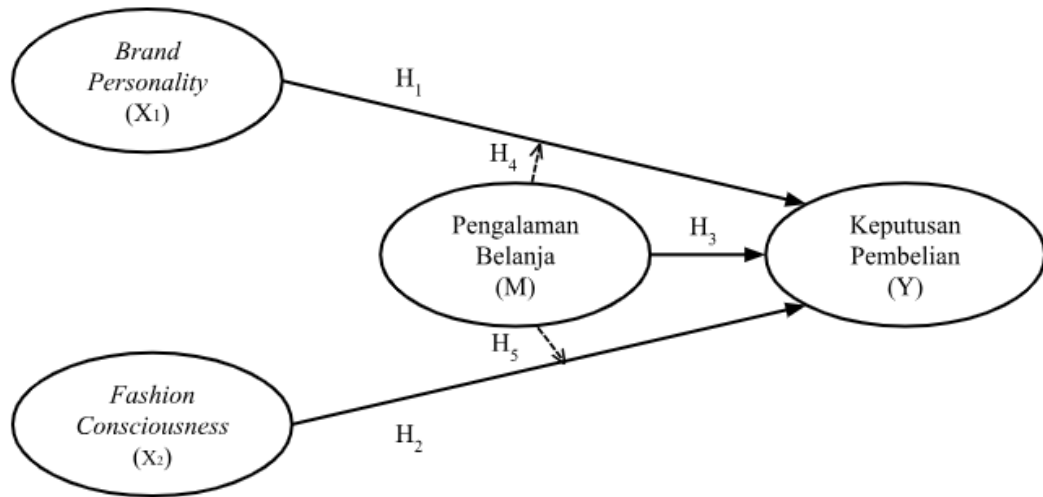 Brand
Personality
(X1)
H1
H4
Pengalaman
Belanja
(M)
H3
Keputusan
Pembelian
(Y)
H5
Fashion
Consciousness
(X2)
H2